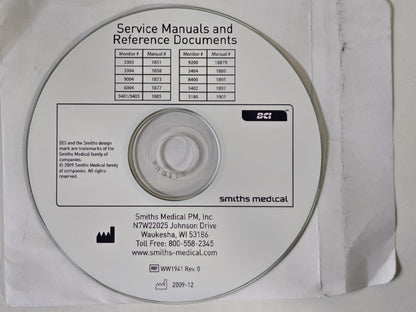 Service Manuals and
Reference Documents
Monitor # Manual # Monitor # Manual #
3303 1851 9200 1887S
3304 1858 3404 1889
9004 1873 8400 1895
6004 1877 3402 1897
3401/3403 1885 3180 1901
BCI
BCI and the Smiths design
mark are trademarks of the
Smiths Medical family of
companies.
© 2009 Smiths Medical family
of companies. All rights
reserved.
smiths medical
Smiths Medical PM, Inc.
N7W22025 Johnson Drive
Waukesha, WI 53186
Toll Free: 800-558-2345
www.smiths-medical.com
REF WW1941 Rev. 0
2009-12